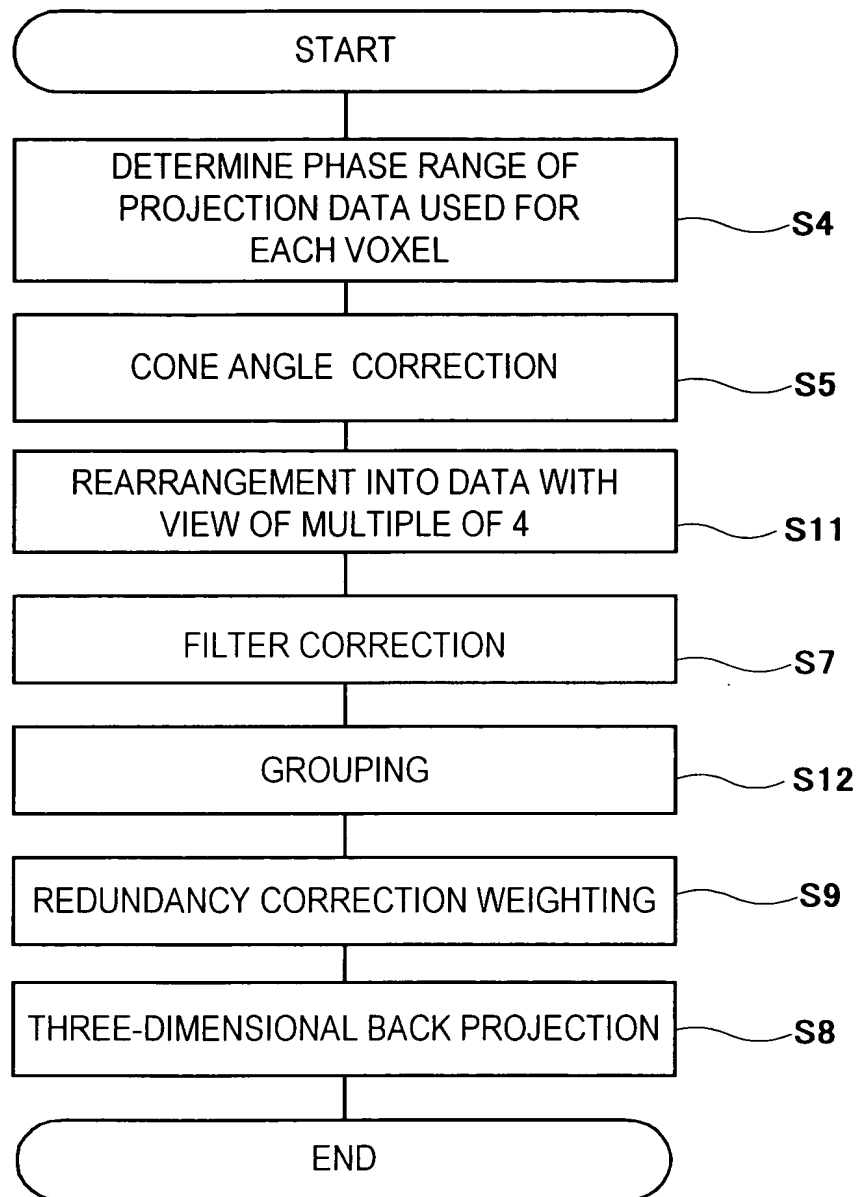 START
DETERMINE PHASE RANGE OF
PROJECTION DATA USED FOR
EACH VOXEL
S4
CONE ANGLE CORRECTION
S5
REARRANGEMENT INTO DATA WITH
VIEW OF MULTIPLE OF 4
S11
FILTER CORRECTION
S7
GROUPING
S12
REDUNDANCY CORRECTION WEIGHTING
S9
THREE-DIMENSIONAL BACK PROJECTION
S8
END